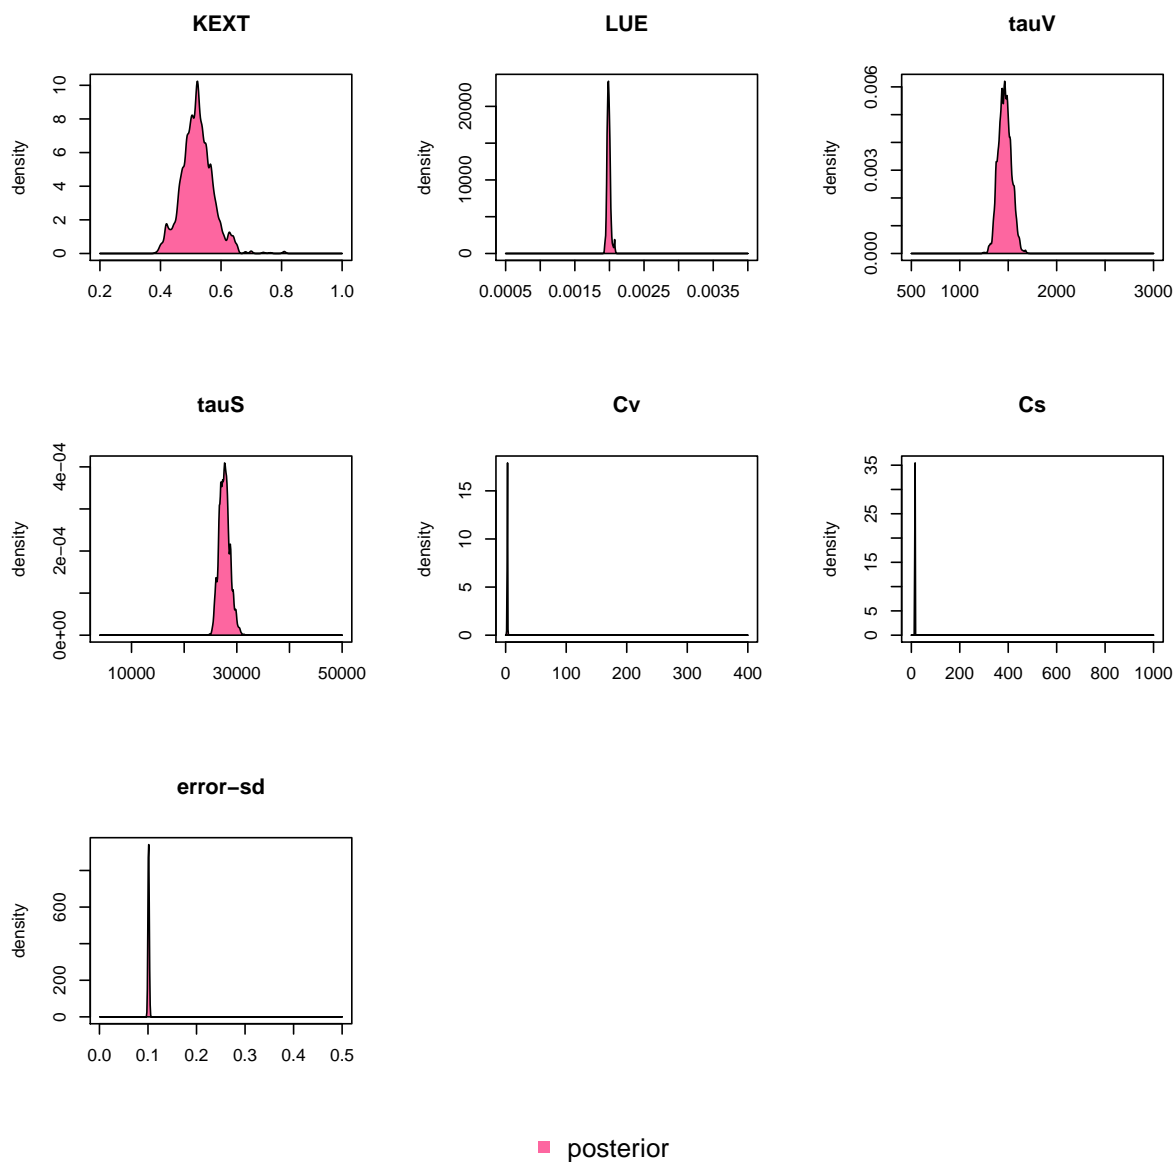 KEXT LUE tauV
density 0 2 4 6 8 10
0.2 0.4 0.6 0.8 1.0
density 0 10000 20000
0.0005 0.0015 0.0025 0.0035
density 0.000 0.003 0.006
500 1000 2000 3000
tauS Cv Cs
density 0e+00 2e−04 4e−04
10000 30000 50000
density 0 5 10 15
0 100 200 300 400
density 0 5 15 25 35
0 200 400 600 800 1000
error−sd
density 0 200 600
0.0 0.1 0.2 0.3 0.4 0.5
posterior